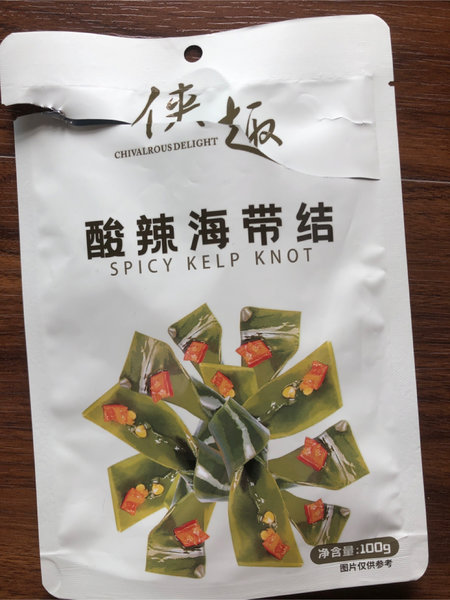 侠趣
CHIVALROUS DELIGHT
酸辣海带结
SPICY KELP KNOT
净含量:100g
图片仅供参考